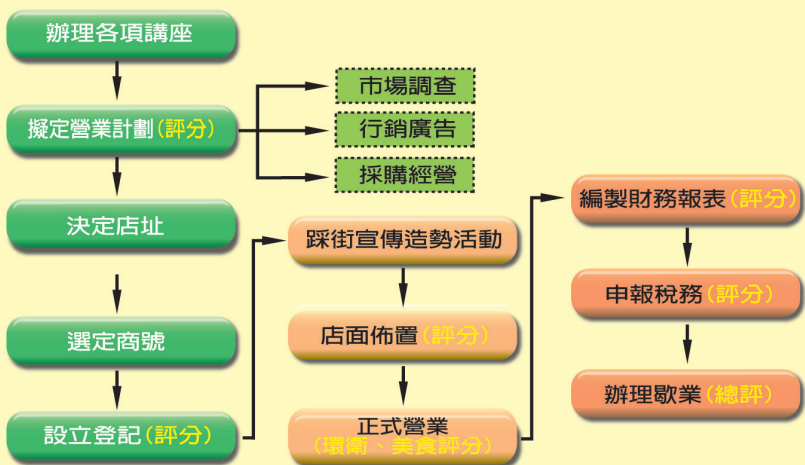 辦理各項講座
擬定營業計劃(評分)
市場調查
行銷廣告
採購經營
決定店址
選定商號
設立登記(評分)
踩街宣傳造勢活動
店面佈置(評分)
正式營業
(環衛、美食評分)
編製財務報表(評分)
申報稅務(評分)
辦理歇業(總評)